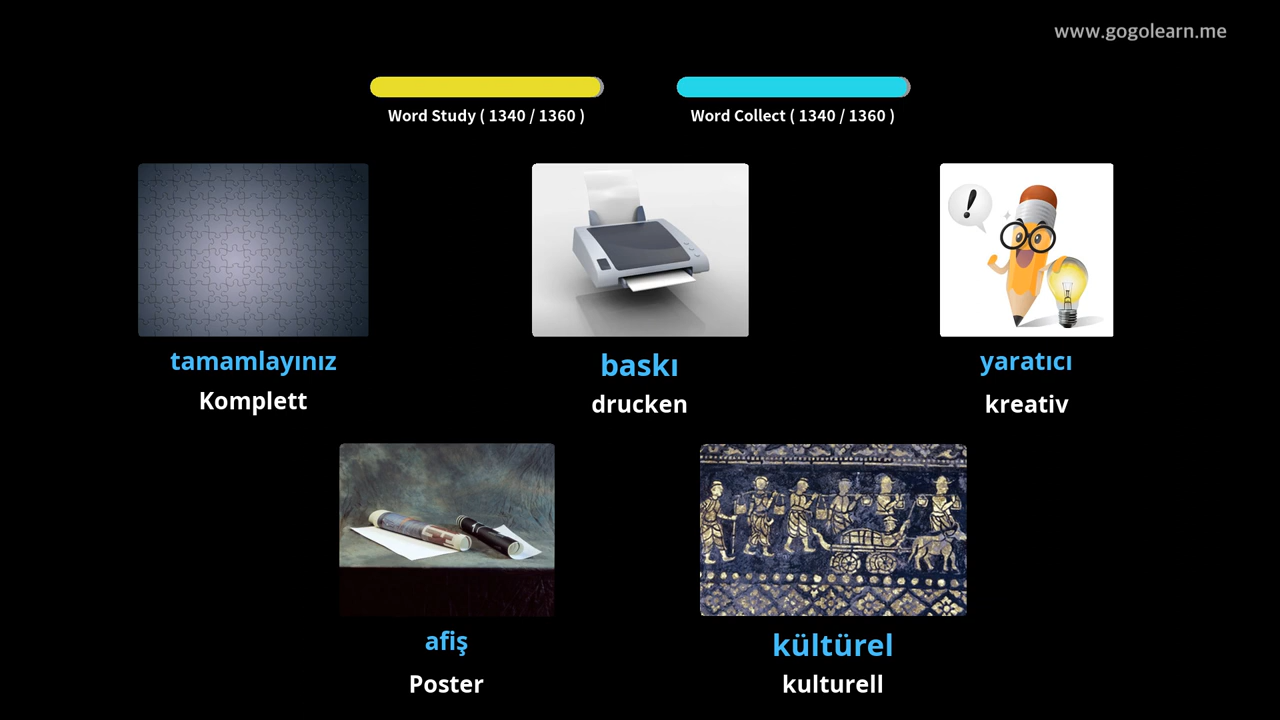 www.gogolearn.me
Word Study ( 1340 / 1360 )
Word Collect ( 1340 / 1360 )
tamamlayınız
Komplett
baskı
drucken
!
yaratıcı
kreativ
afiş
Poster
kültürel
kulturell